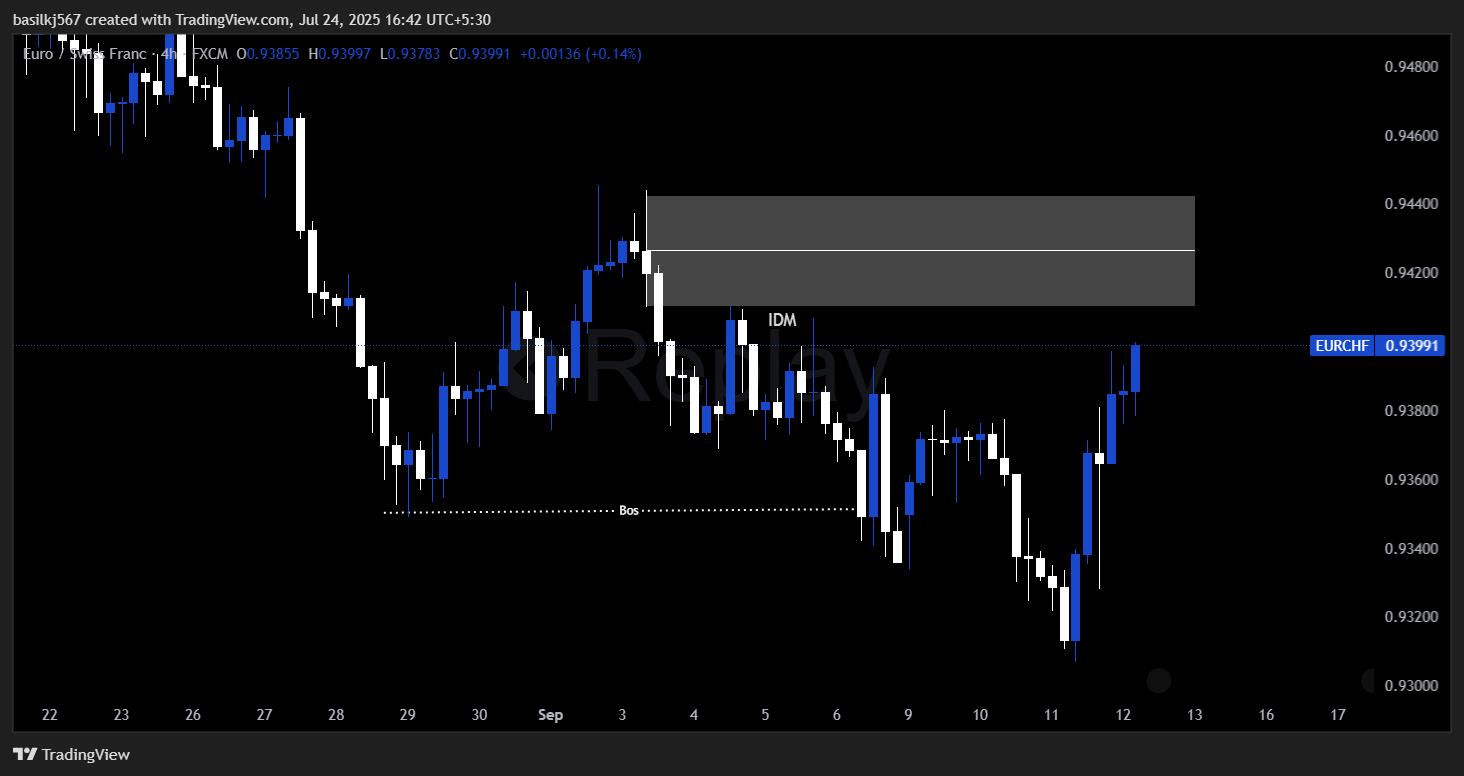 basilkj567 created with TradingView.com, Jul 24, 2025 16:42 UTC+5:30
Euro / Swiss Franc · 4h · FXCM O0.93855 H0.93997 L0.93783 C0.93991 +0.00136 (+0.14%)
0.94800
0.94600
0.94400
0.94200
IDM
EURCHF 0.93991
Replay
0.93800
0.93600
Bos
0.93400
0.93200
0.93000
22 23 26 27 28 29 30 Sep 3 4 5 6 9 10 11 12 13 16 17
TradingView